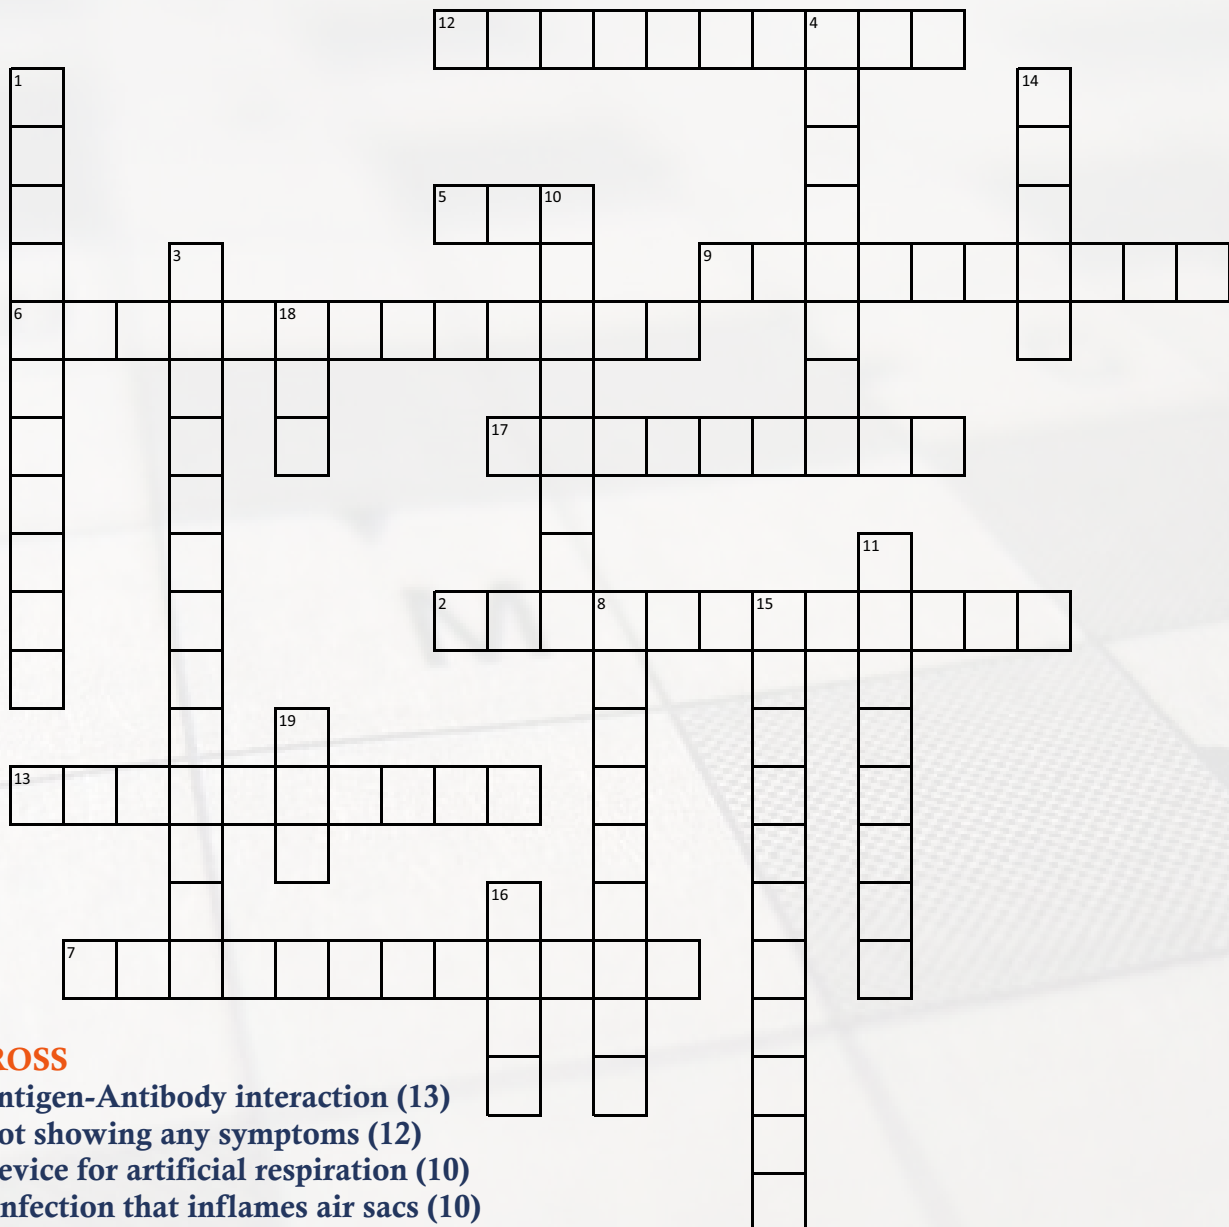 12 4
1 14
5 10
3 9
6 18
17
11
2 8 15
19
13
16
7
ROSS
ntigen-Antibody interaction (13)
ot showing any symptoms (12)
evice for artificial respiration (10)
nfection that inflames air sacs (10)
M